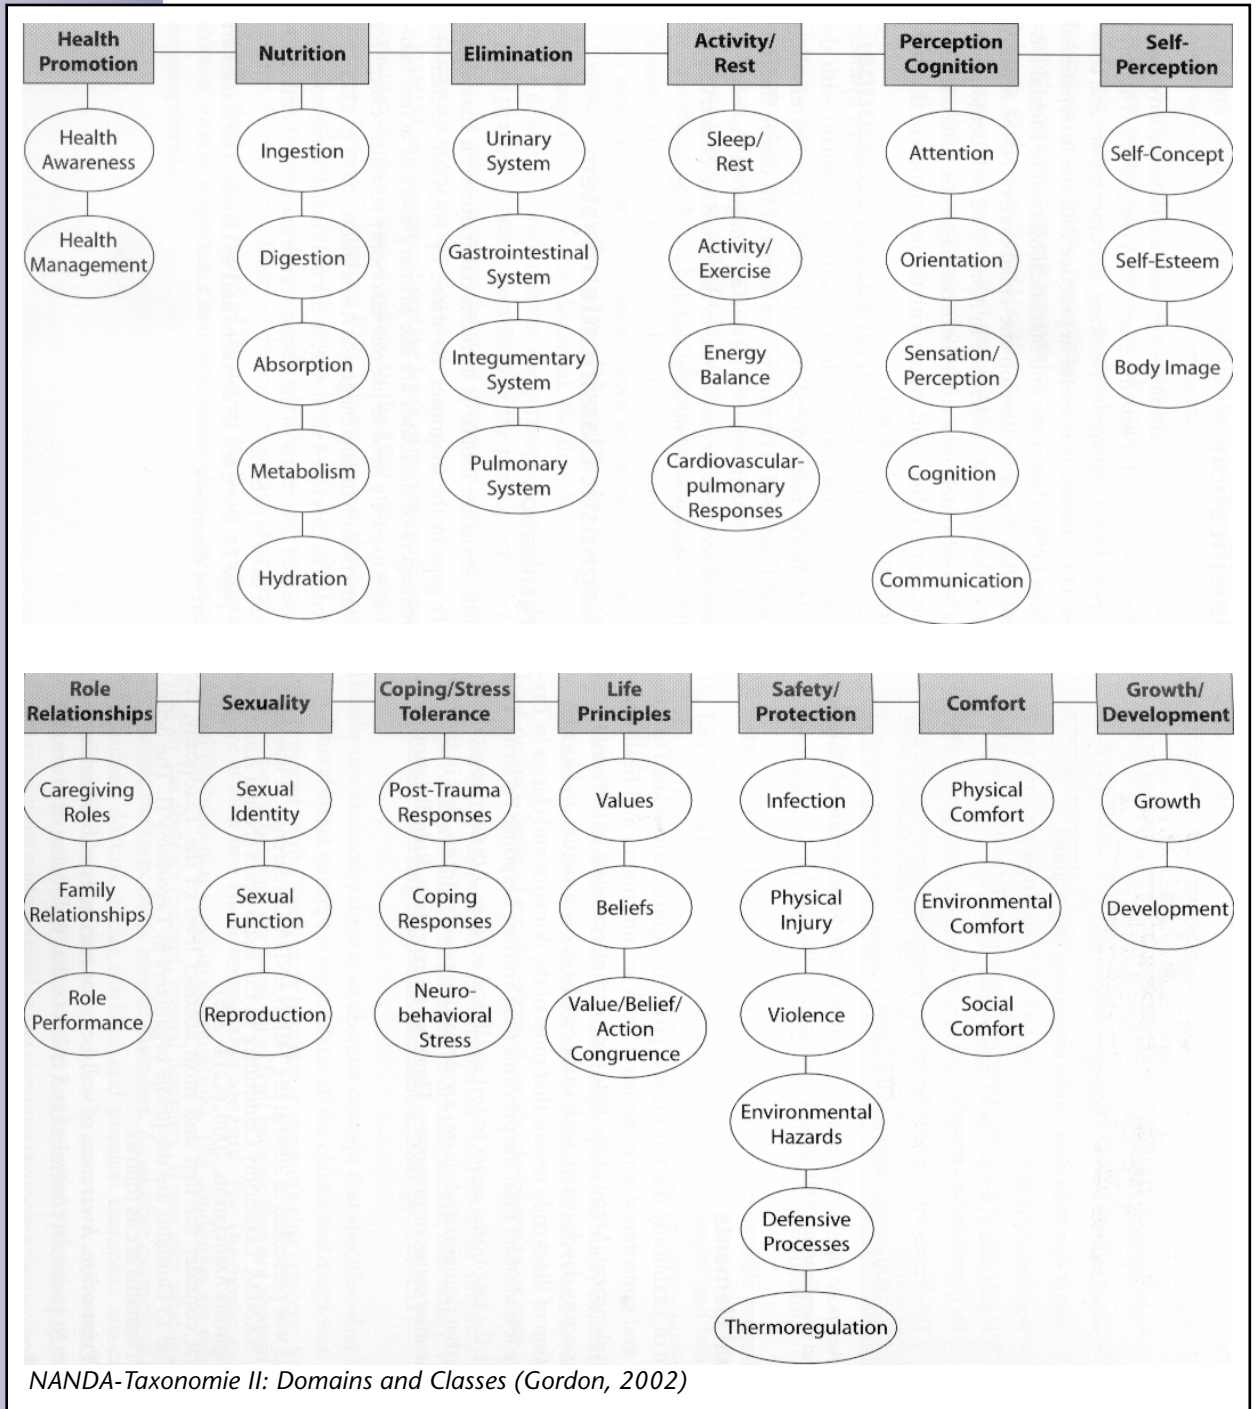 Health
Promotion
Nutrition
Elimination
Activity/
Rest
Perception
Cognition
Self-
Perception
Health
Awareness
Health
Management
Ingestion
Digestion
Absorption
Metabolism
Hydration
Urinary
System
Gastrointestinal
System
Integumentary
System
Pulmonary
System
Sleep/
Rest
Activity/
Exercise
Energy
Balance
Cardiovascular-
pulmonary
Responses
Attention
Orientation
Sensation/
Perception
Cognition
Communication
Self-Concept
Self-Esteem
Body Image
Role
Relationships
Sexuality
Coping/Stress
Tolerance
Life
Principles
Safety/
Protection
Comfort
Growth/
Development
Caregiving
Roles
Family
Relationships
Role
Performance
Sexual
Identity
Sexual
Function
Reproduction
Post-Trauma
Responses
Coping
Responses
Neuro-
behavioral
Stress
Values
Beliefs
Value/Belief/
Action
Congruence
Infection
Physical
Injury
Violence
Environmental
Hazards
Defensive
Processes
Thermoregulation
Physical
Comfort
Environmental
Comfort
Social
Comfort
Growth
Development
NANDA-Taxonomie II: Domains and Classes (Gordon, 2002)